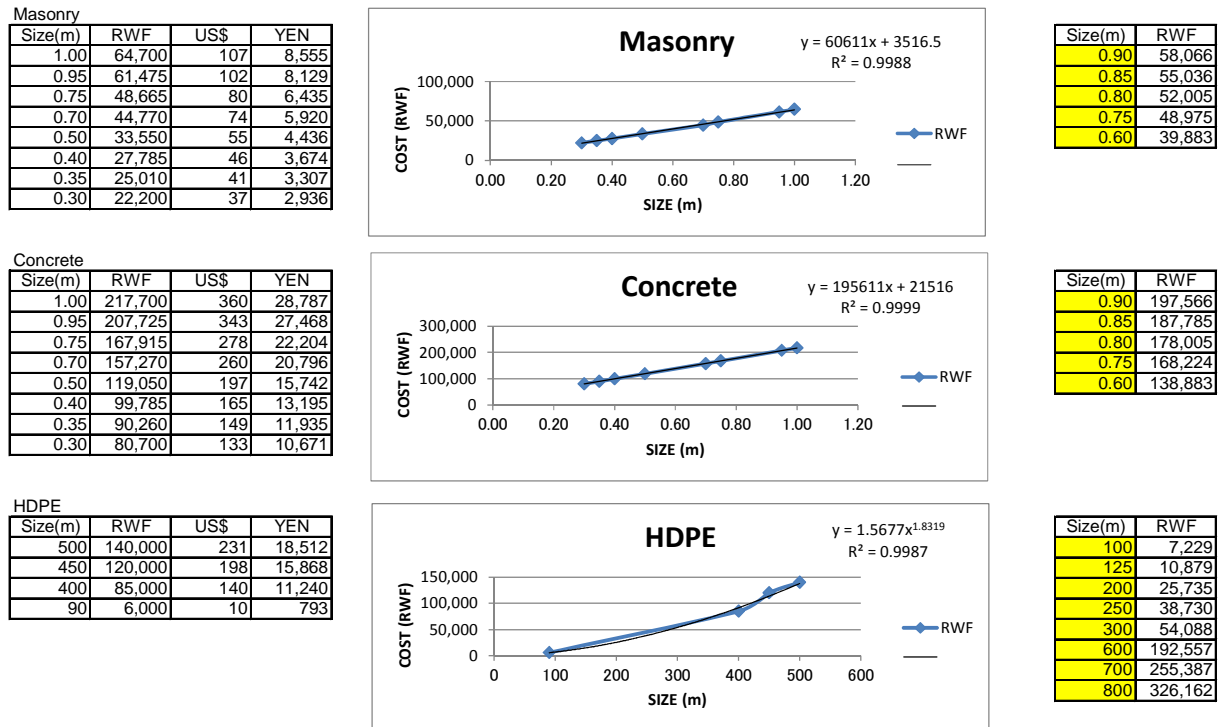 Masonry
Size(m) RWF US$ YEN
1.00 64,700 107 8,555
0.95 61,475 102 8,129
0.75 48,665 80 6,435
0.70 44,770 74 5,920
0.50 33,550 55 4,436
0.40 27,785 46 3,674
0.35 25,010 41 3,307
0.30 22,200 37 2,936
Masonry
y = 60611x + 3516.5
R² = 0.9988
COST (RWF)
100,000
50,000
0
0.00 0.20 0.40 0.60 0.80 1.00 1.20
SIZE (m)
RWF
Size(m) RWF
0.90 58,066
0.85 55,036
0.80 52,005
0.75 48,975
0.60 39,883
Concrete
Size(m) RWF US$ YEN
1.00 217,700 360 28,787
0.95 207,725 343 27,468
0.75 167,915 278 22,204
0.70 157,270 260 20,796
0.50 119,050 197 15,742
0.40 99,785 165 13,195
0.35 90,260 149 11,935
0.30 80,700 133 10,671
Concrete
y = 195611x + 21516
R² = 0.9999
COST (RWF)
300,000
200,000
100,000
0
0.00 0.20 0.40 0.60 0.80 1.00 1.20
SIZE (m)
RWF
Size(m) RWF
0.90 197,566
0.85 187,785
0.80 178,005
0.75 168,224
0.60 138,883
HDPE
Size(m) RWF US$ YEN
500 140,000 231 18,512
450 120,000 198 15,868
400 85,000 140 11,240
90 6,000 10 793
HDPE
y = 1.5677x^1.8319
R² = 0.9987
COST (RWF)
150,000
100,000
50,000
0
0 100 200 300 400 500 600
SIZE (m)
RWF
Size(m) RWF
100 7,229
125 10,879
200 25,735
250 38,730
300 54,088
600 192,557
700 255,387
800 326,162